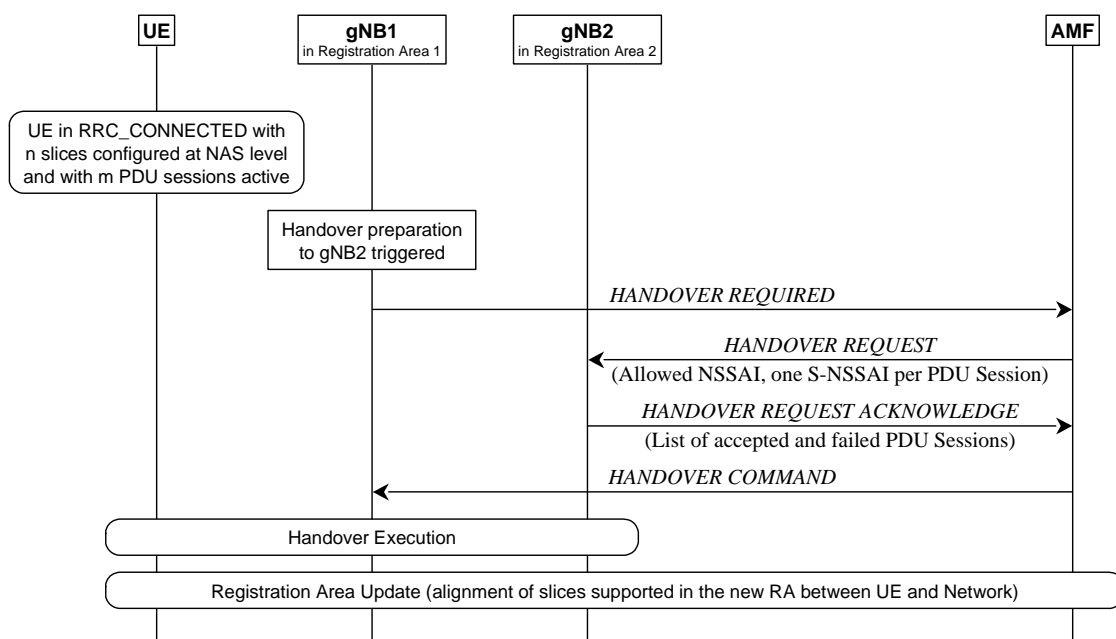 UE
gNB1
in Registration Area 1
gNB2
in Registration Area 2
AMF
UE in RRC_CONNECTED with
n slices configured at NAS level
and with m PDU sessions active
Handover preparation
to gNB2 triggered
HANDOVER REQUIRED
HANDOVER REQUEST
(Allowed NSSAI, one S-NSSAI per PDU Session)
HANDOVER REQUEST ACKNOWLEDGE
(List of accepted and failed PDU Sessions)
HANDOVER COMMAND
Handover Execution
Registration Area Update (alignment of slices supported in the new RA between UE and Network)